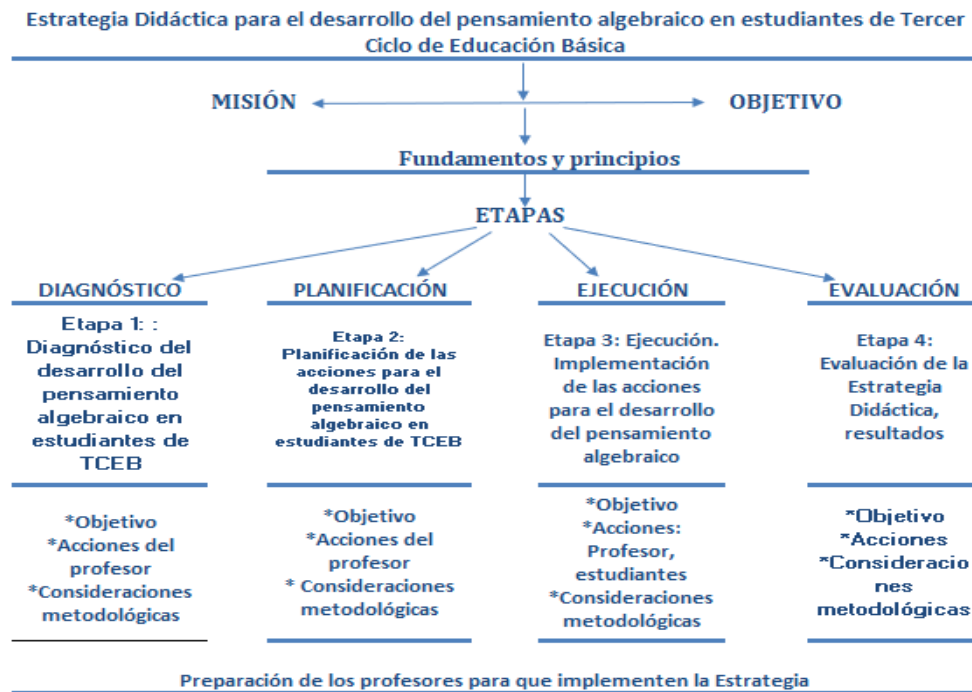 Estrategia Didáctica para el desarrollo del pensamiento algebraico en estudiantes de Tercer
Ciclo de Educación Básica
MISIÓN
OBJETIVO
Fundamentos y principios
ETAPAS
DIAGNÓSTICO
Etapa 1: :
Diagnóstico del
desarrollo del
pensamiento
algebraico en
estudiantes de
TCEB
*Objetivo
*Acciones del
profesor
*Consideraciones
metodológicas
PLANIFICACIÓN
Etapa 2:
Planificación de las
acciones para el
desarrollo del
pensamiento
algebraico en
estudiantes de TCEB
*Objetivo
*Acciones del
profesor
* Consideraciones
metodológicas
EJECUCIÓN
Etapa 3: Ejecución.
Implementación
de las acciones
para el desarrollo
del pensamiento
algebraico
*Objetivo
*Acciones:
Profesor,
estudiantes
*Consideraciones
metodológicas
EVALUACIÓN
Etapa 4:
Evaluación de la
Estrategia
Didáctica,
resultados
*Objetivo
*Acciones
*Consideracio
nes
metodológicas
Preparación de los profesores para que implementen la Estrategia